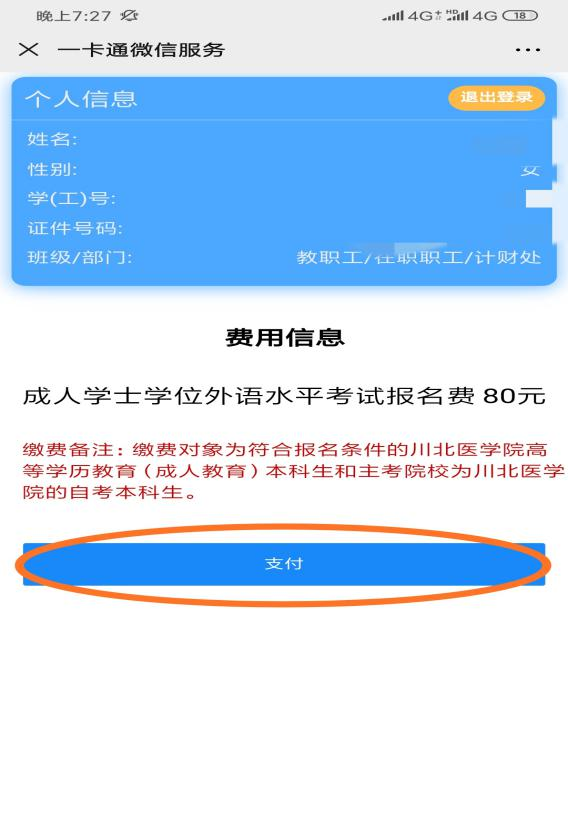 晚上7:27 4G+ HD 4G 18
一卡通微信服务
个人信息 退出登录
姓名:
性别: 女
学(工)号:
证件号码:
班级/部门: 教职工/在职职工/计财处
费用信息
成人学士学位外语水平考试报名费 80元
缴费备注：缴费对象为符合报名条件的川北医学院高
等学历教育（成人教育）本科生和主考院校为川北医学
院的自考本科生。
支付